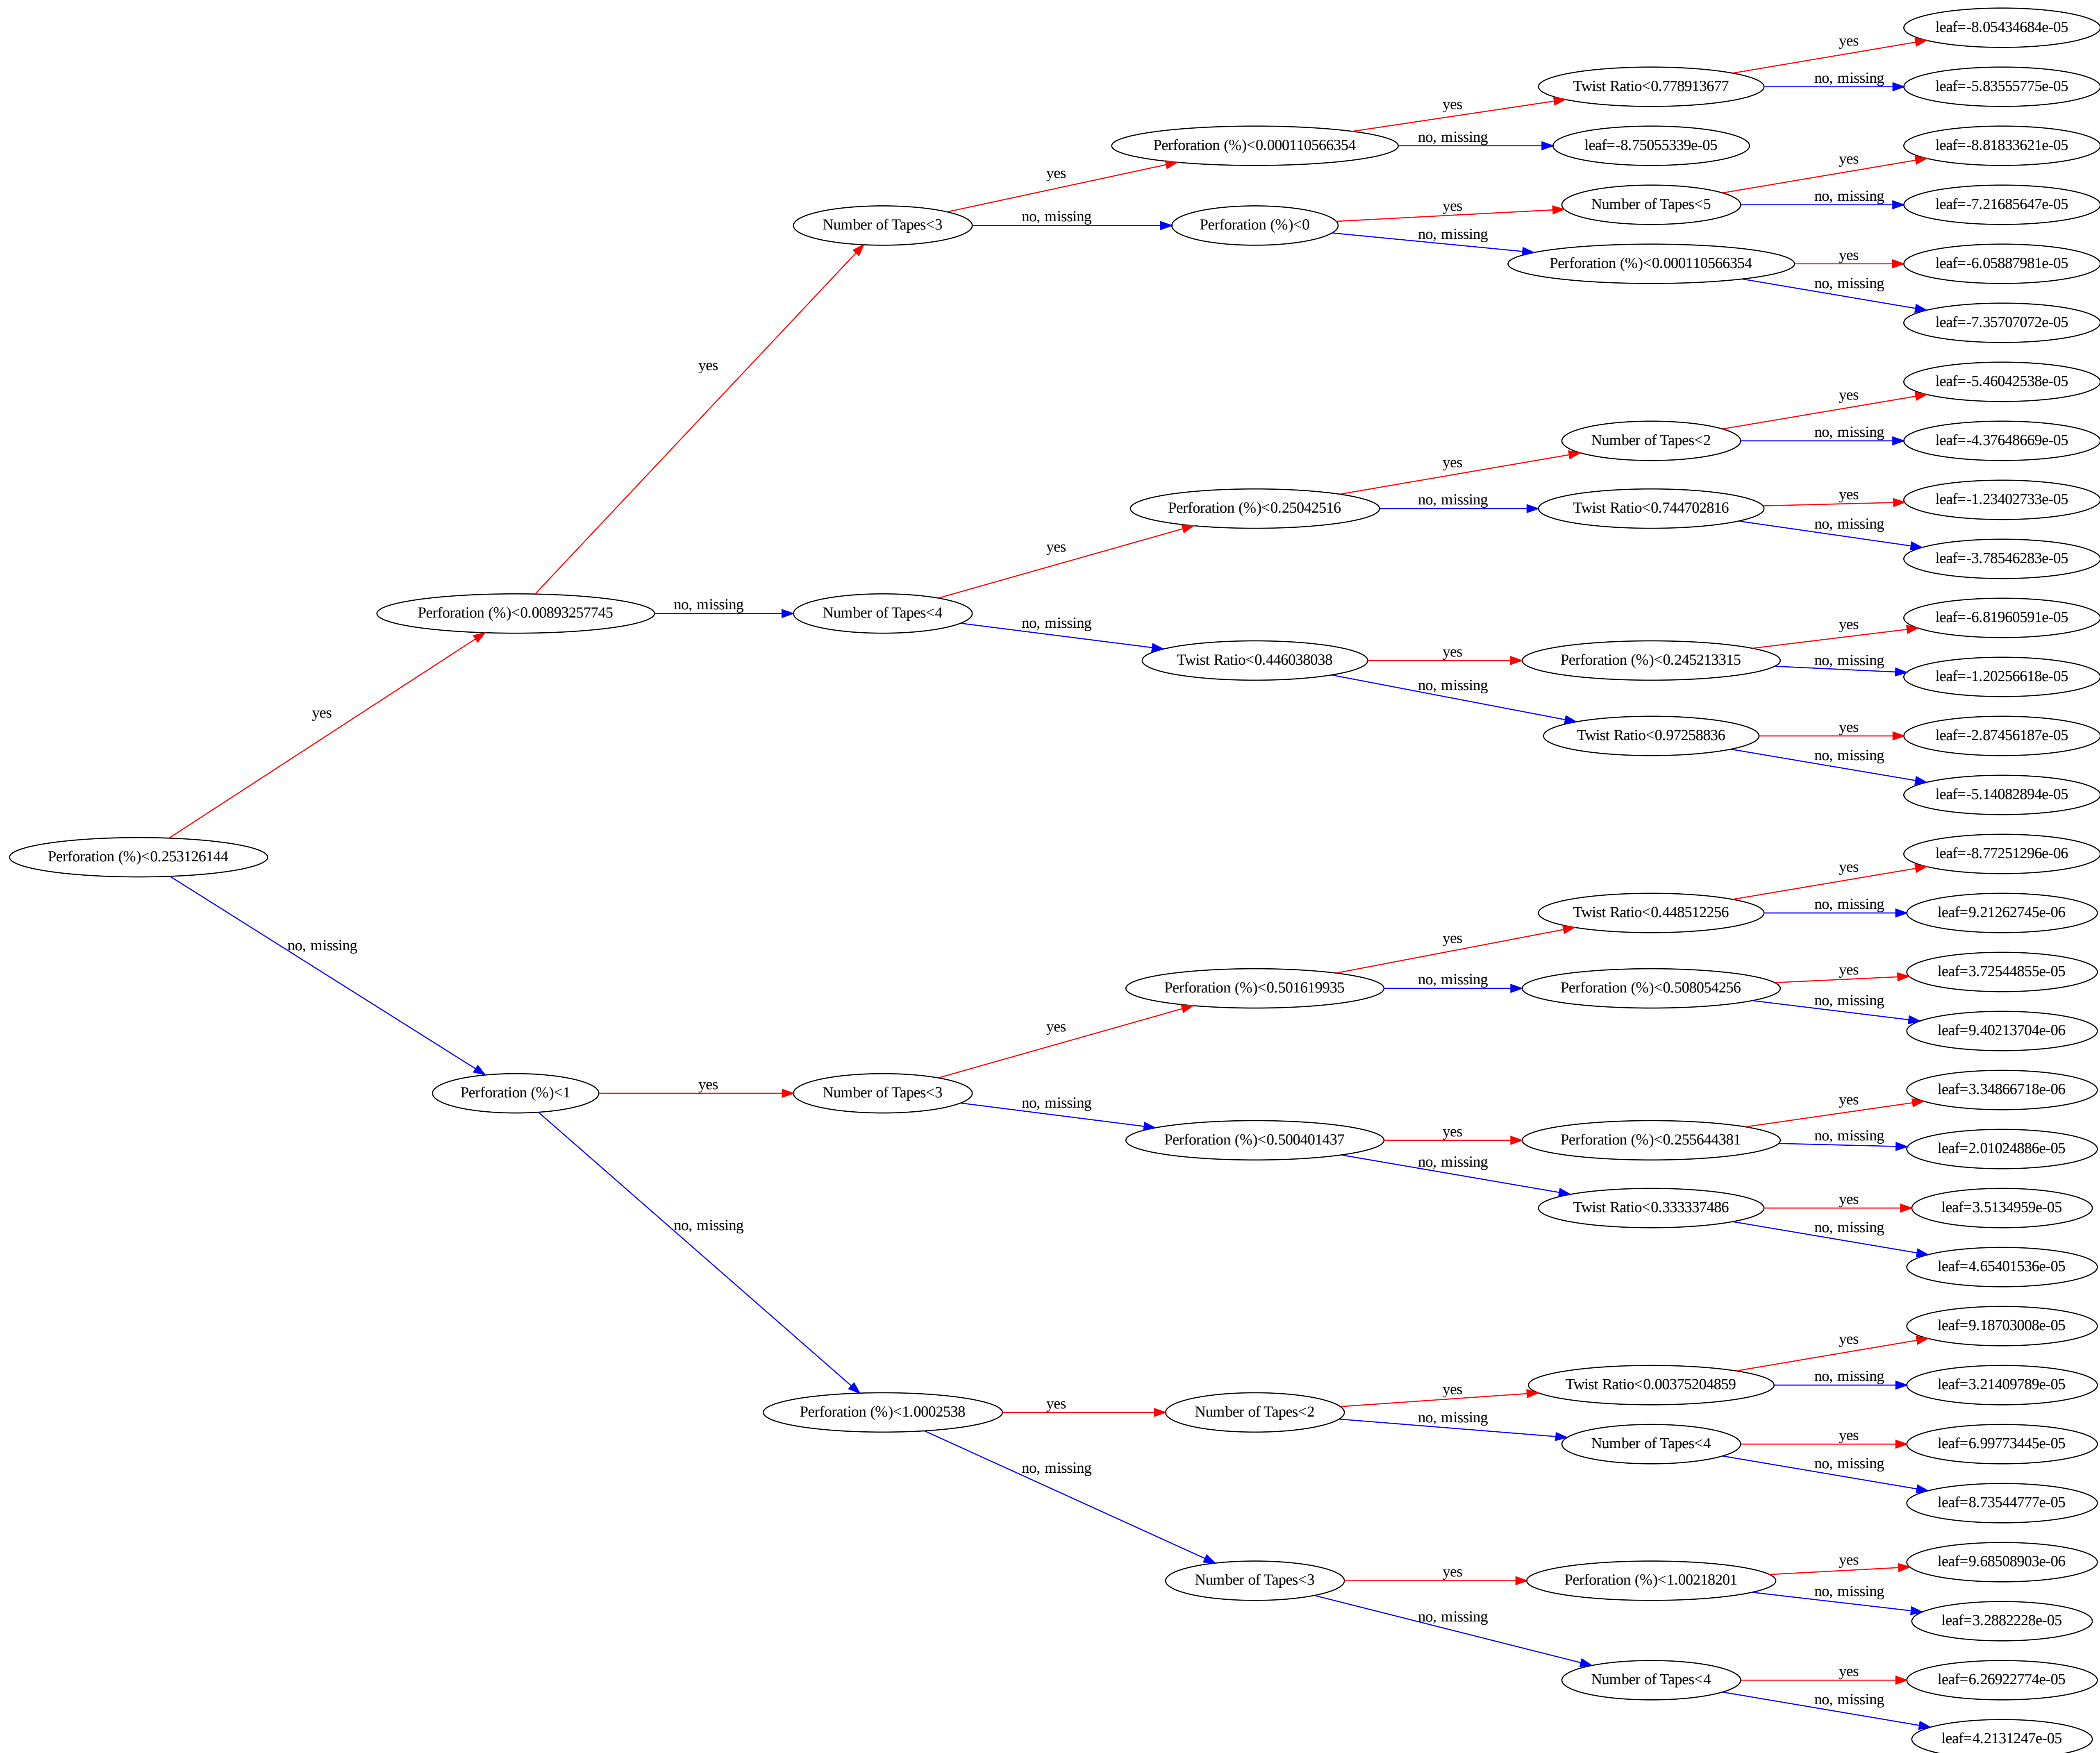 leaf=-8.05434684e-05
yes
Twist Ratio<0.778913677
no, missing
leaf=-5.83555775e-05
yes
Perforation (%)<0.000110566354
no, missing
leaf=-8.75055339e-05
leaf=-8.81833621e-05
yes
yes
Number of Tapes<3
no, missing
Perforation (%)<0
yes
Number of Tapes<5
no, missing
leaf=-7.21685647e-05
no, missing
Perforation (%)<0.000110566354
yes
leaf=-6.05887981e-05
no, missing
leaf=-7.35707072e-05
yes
leaf=-5.46042538e-05
yes
Number of Tapes<2
no, missing
leaf=-4.37648669e-05
yes
Perforation (%)<0.25042516
no, missing
Twist Ratio<0.744702816
yes
leaf=-1.23402733e-05
no, missing
leaf=-3.78546283e-05
yes
Perforation (%)<0.00893257745
no, missing
Number of Tapes<4
no, missing
Twist Ratio<0.446038038
yes
Perforation (%)<0.245213315
yes
leaf=-6.81960591e-05
no, missing
leaf=-1.20256618e-05
no, missing
Twist Ratio<0.97258836
yes
leaf=-2.87456187e-05
no, missing
leaf=-5.14082894e-05
yes
Perforation (%)<0.253126144
no, missing
leaf=-8.77251296e-06
yes
Twist Ratio<0.448512256
no, missing
leaf=9.21262745e-06
yes
Perforation (%)<0.501619935
no, missing
Perforation (%)<0.508054256
yes
leaf=3.72544855e-05
no, missing
leaf=9.40213704e-06
yes
Perforation (%)<1
yes
Number of Tapes<3
no, missing
Perforation (%)<0.500401437
yes
Perforation (%)<0.255644381
yes
leaf=3.34866718e-06
no, missing
leaf=2.01024886e-05
no, missing
Twist Ratio<0.333337486
yes
leaf=3.5134959e-05
no, missing
leaf=4.65401536e-05
no, missing
Perforation (%)<1.0002538
yes
Number of Tapes<2
yes
Twist Ratio<0.00375204859
yes
leaf=9.18703008e-05
no, missing
leaf=3.21409789e-05
no, missing
Number of Tapes<4
yes
leaf=6.99773445e-05
no, missing
leaf=8.73544777e-05
no, missing
Number of Tapes<3
yes
Perforation (%)<1.00218201
yes
leaf=9.68508903e-06
no, missing
leaf=3.2882228e-05
no, missing
Number of Tapes<4
yes
leaf=6.26922774e-05
no, missing
leaf=4.2131247e-05